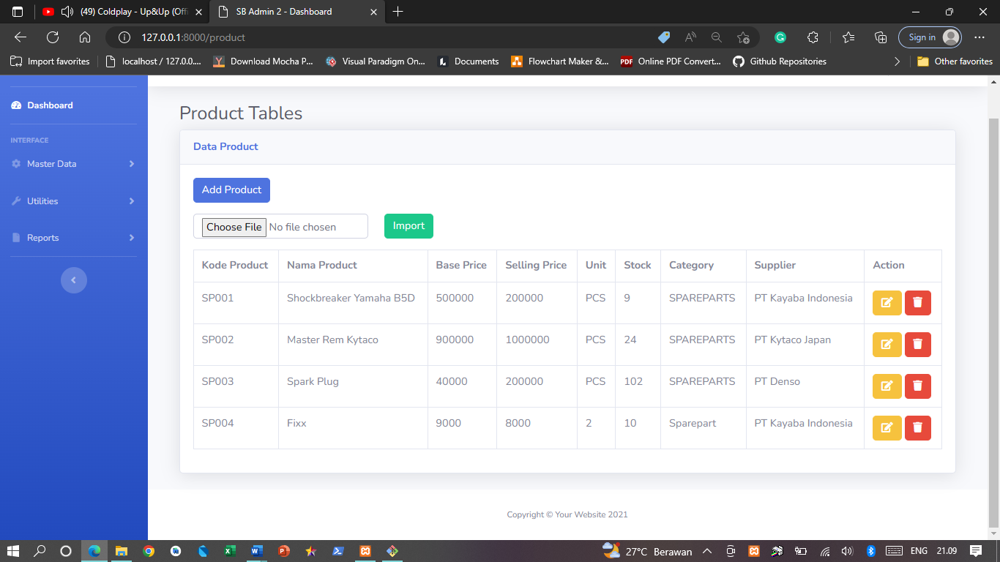 (49) Coldplay - Up&Up (Offi
SB Admin 2 - Dashboard
127.0.0.1:8000/product
Sign in
Import favorites
localhost / 127.0.0....
Download Mocha P...
Visual Paradigm On...
Documents
Flowchart Maker &...
Online PDF Convert...
Github Repositories
Other favorites
Dashboard
INTERFACE
Master Data
Utilities
Reports
Product Tables
Data Product
Add Product
Choose File No file chosen
Import
Kode Product Nama Product Base Price Selling Price Unit Stock Category Supplier Action
SP001 Shockbreaker Yamaha B5D 500000 200000 PCS 9 SPAREPARTS PT Kayaba Indonesia
SP002 Master Rem Kytaco 900000 1000000 PCS 24 SPAREPARTS PT Kytaco Japan
SP003 Spark Plug 40000 200000 PCS 102 SPAREPARTS PT Denso
SP004 Fixx 9000 8000 2 10 Sparepart PT Kayaba Indonesia
Copyright © Your Website 2021
27°C Berawan
ENG 21.09